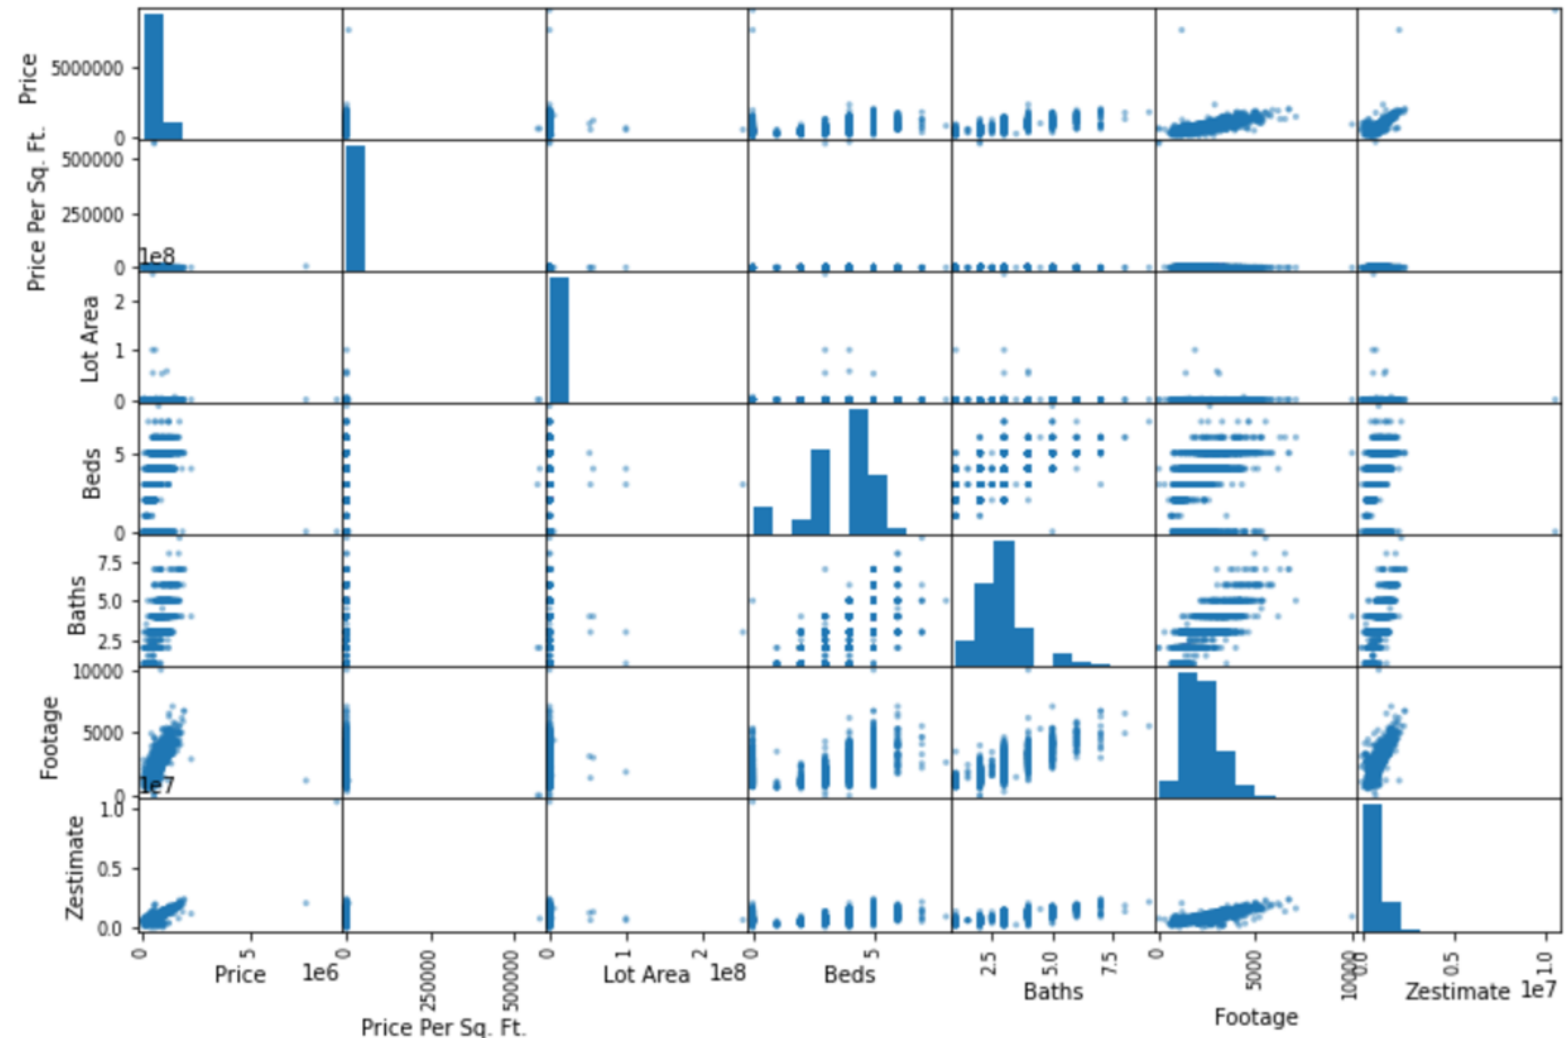 Price
5000000
0
Price Per Sq. Ft.
500000
250000
0
1e8
Lot Area
2
1
0
Beds
5
0
Baths
7.5
5.0
2.5
Footage
10000
5000
0
1e7
Zestimate
1.0
0.5
0.0
0 5 0 250000 500000 0 1 2 0 5 2.5 5.0 7.5 0 5000 10000 0.0 0.5 1.0
Price 1e6 Lot Area 1e8 Beds Baths Zestimate 1e7
Price Per Sq. Ft. Footage